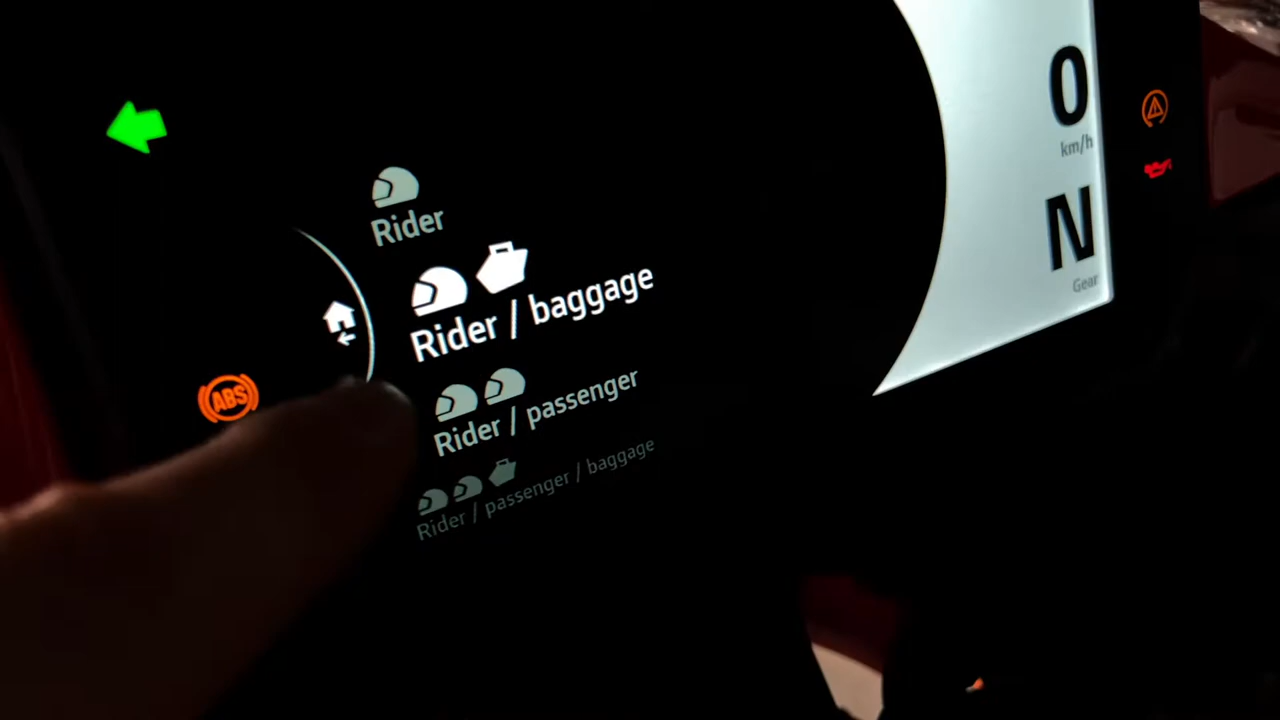 Rider
Rider / baggage
Rider / passenger
Rider / passenger / baggage
ABS
0
km/h
N
Gear